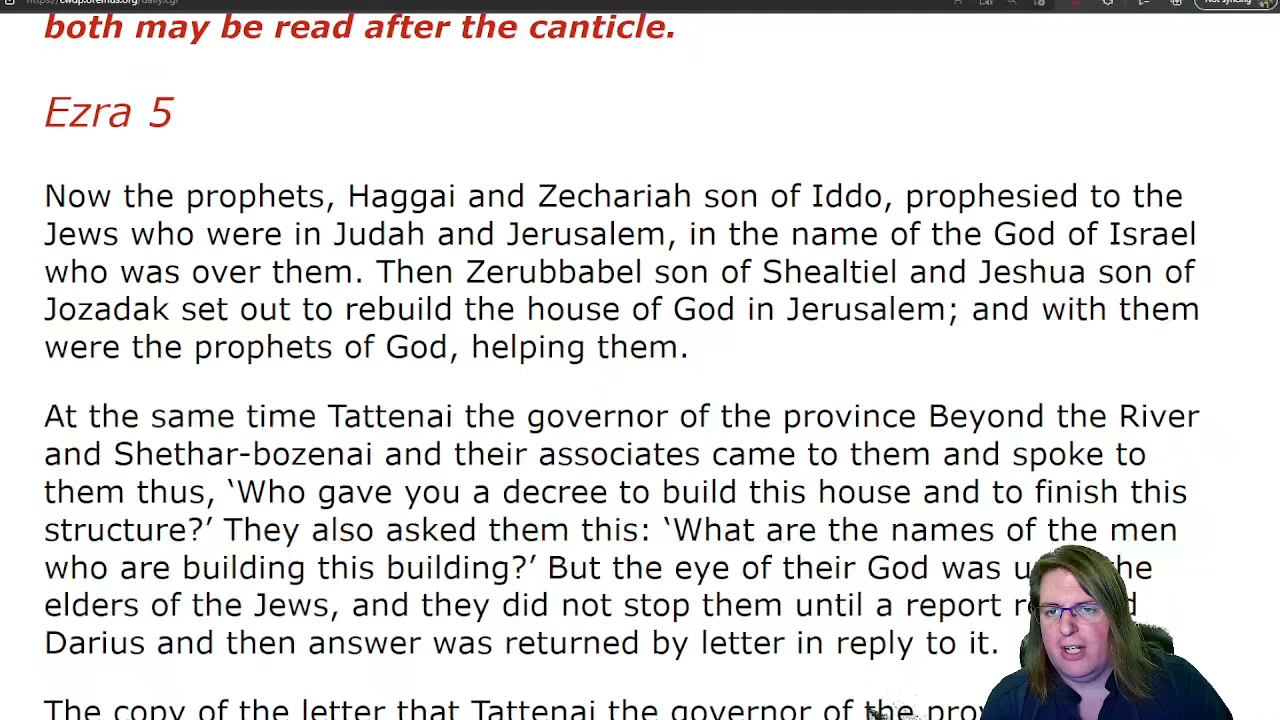 both may be read after the canticle.
Ezra 5
Now the prophets, Haggai and Zechariah son of Iddo, prophesied to the
Jews who were in Judah and Jerusalem, in the name of the God of Israel
who was over them. Then Zerubbabel son of Shealtiel and Jeshua son of
Jozadak set out to rebuild the house of God in Jerusalem; and with them
were the prophets of God, helping them.
At the same time Tattenai the governor of the province Beyond the River
and Shethar-bozenai and their associates came to them and spoke to
them thus, ‘Who gave you a decree to build this house and to finish this
structure?’ They also asked them this: ‘What are the names of the men
who are building this building?’ But the eye of their God was the
elders of the Jews, and they did not stop them until a report
Darius and then answer was returned by letter in reply to it.
The copy of the letter that Tattenai the governor of the